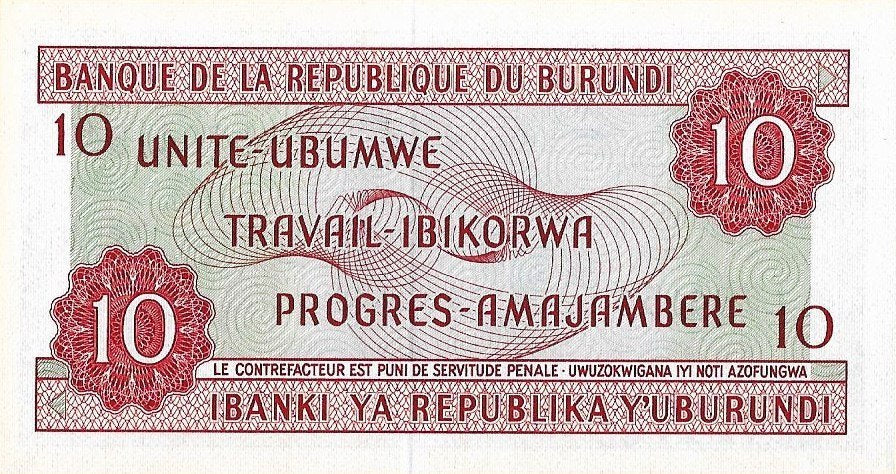 BANQUE DE LA REPUBLIQUE DU BURUNDI
10
10
UNITE-UBUMWE
TRAVAIL-IBIKORWA
PROGRES-AMAJAMBERE
10
10
LE CONTREFACTEUR EST PUNI DE SERVITUDE PENALE · UWUZOKWIGANA IYI NOTI AZOFUNGWA
IBANKI YA REPUBLIKA Y'UBURUNDI